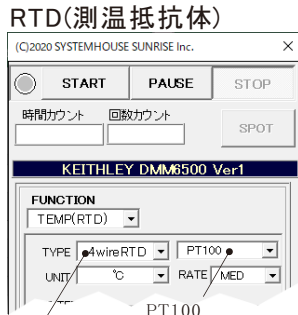 RTD(測温抵抗体)
(C)2020 SYSTEMHOUSE SUNRISE Inc. ×
START PAUSE STOP
時間カウント 回数カウント
SPOT
KEITHLEY DMM6500 Ver1
FUNCTION
TEMP(RTD)
TYPE 4wireRTD PT100
UNIT ℃ RATE MED
PT100